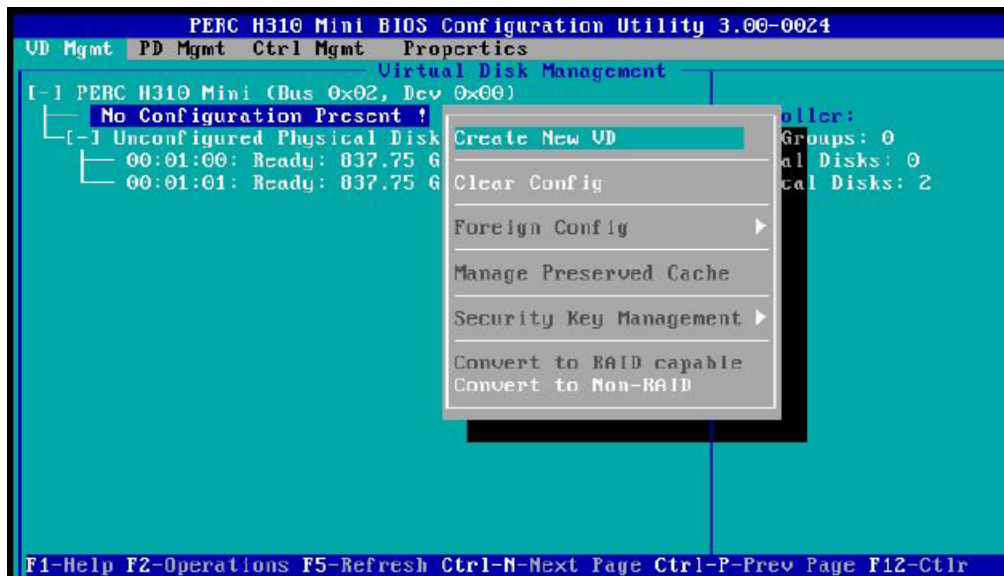 PERC H310 Mini BIOS Configuration Utility 3.00-0024
VD Mgmt PD Mgmt Ctrl Mgmt Properties
Virtual Disk Management
[-] PERC H310 Mini (Bus 0x02, Dev 0x00)
No Configuration Present !
oller:
[-] Unconfigured Physical Disk
Create New VD
Groups: 0
00:01:00: Ready: 837.75 G
al Disks: 0
00:01:01: Ready: 837.75 G
Clear Config
cal Disks: 2
Foreign Config
Manage Preserved Cache
Security Key Management
Convert to RAID capable
Convert to Non-RAID
F1-Help F2-Operations F5-Refresh Ctrl-N-Next Page Ctrl-P-Prev Page F12-Ctlr